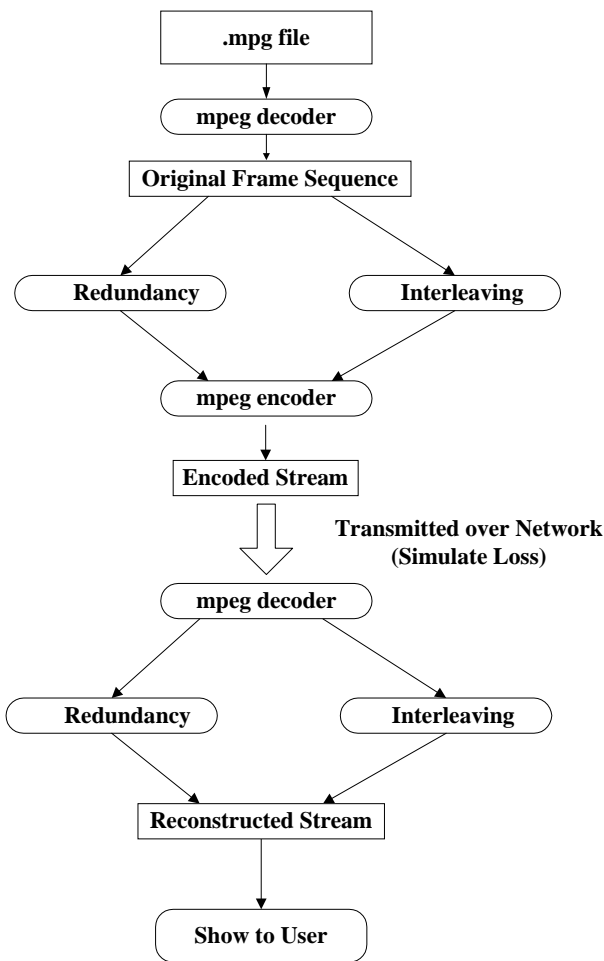 .mpg file
mpeg decoder
Original Frame Sequence
Redundancy
Interleaving
mpeg encoder
Encoded Stream
Transmitted over Network
(Simulate Loss)
mpeg decoder
Redundancy
Interleaving
Reconstructed Stream
Show to User